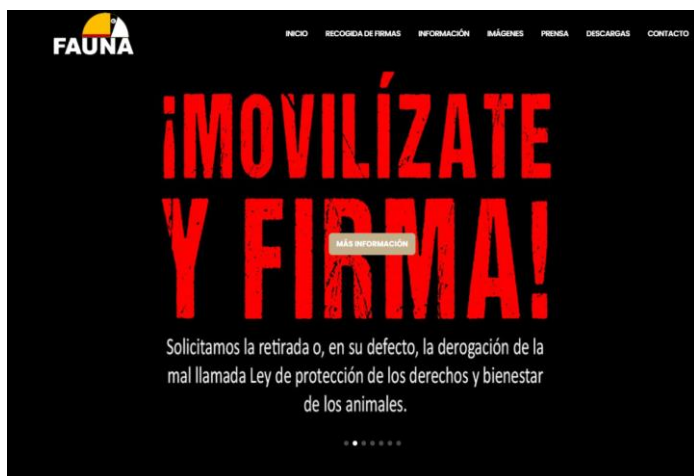 FAUNA
INICIO RECOGIDA DE FIRMAS INFORMACIÓN IMÁGENES PRENSA DESCARGAS CONTACTO
¡MOVILÍZATE
Y FIRMA!
MÁS INFORMACIÓN
Solicitamos la retirada o, en su defecto, la derogación de la
mal llamada Ley de protección de los derechos y bienestar
de los animales.